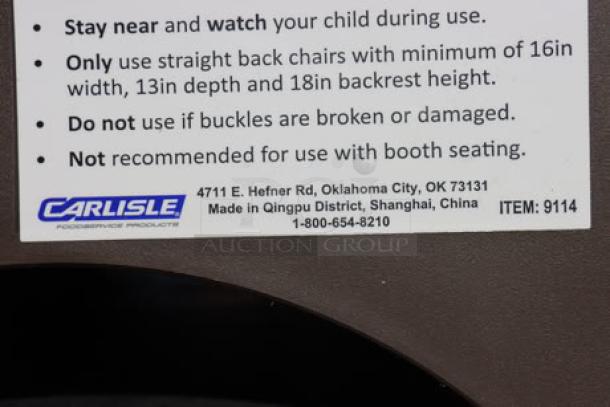 • Stay near and watch your child during use.
• Only use straight back chairs with minimum of 16in
width, 13in depth and 18in backrest height.
• Do not use if buckles are broken or damaged.
• Not recommended for use with booth seating.
CARLISLE
FOODSERVICE PRODUCTS
4711 E. Hefner Rd, Oklahoma City, OK 73131
Made in Qingpu District, Shanghai, China
1-800-654-8210
ITEM: 9114
AUCTION GROUP